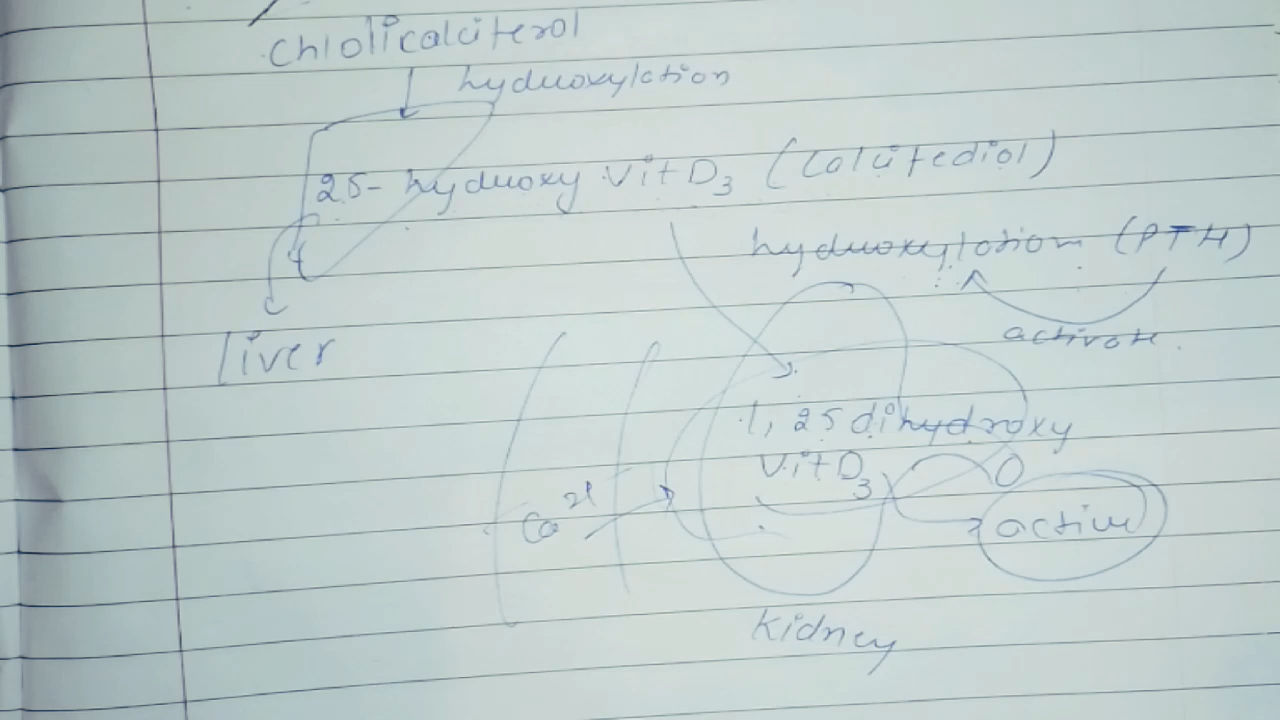 Chlolicalciferol
hydroxylation
25-hydroxy Vit D3 (Calcifediol)
hydroxylation (PTH)
activate.
liver
1, 25 dihydroxy
Vit D3
Ca2+
active
Kidney